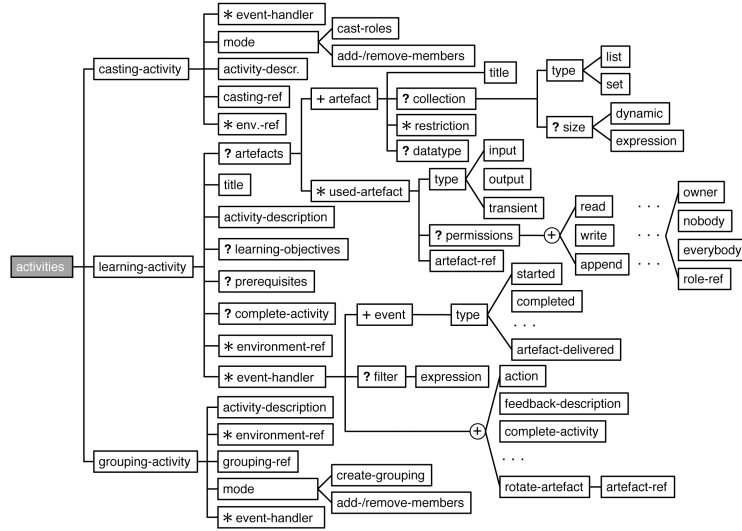 * event-handler
cast-roles
mode
add-/remove-members
casting-activity
activity-descr.
casting-ref
* env.-ref
title
list
type
set
+ artefact
? collection
dynamic
? size
expression
* restriction
? datatype
? artefacts
input
type
output
transient
* used-artefact
title
? permissions
+
read
write
append
. . .
. . .
. . .
owner
nobody
everybody
role-ref
artefact-ref
activity-description
activities
learning-activity
? learning-objectives
? prerequisites
? complete-activity
* environment-ref
* event-handler
+ event
type
started
completed
. . .
artefact-delivered
? filter
expression
+
action
feedback-description
complete-activity
. . .
rotate-artefact
artefact-ref
activity-description
* environment-ref
grouping-activity
grouping-ref
mode
create-grouping
add-/remove-members
* event-handler